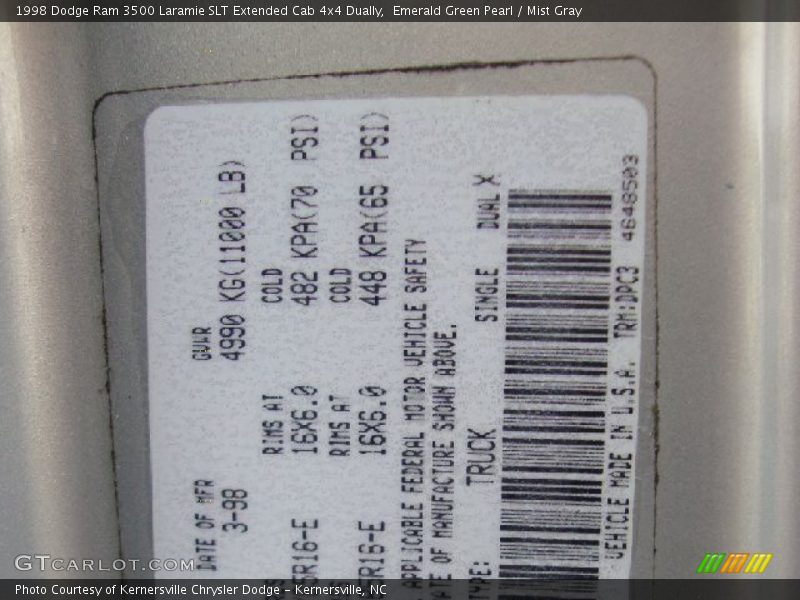 1998 Dodge Ram 3500 Laramie SLT Extended Cab 4x4 Dually, Emerald Green Pearl / Mist Gray
DATE OF MFR GVWR
3-98 4990 KG(11000 LB)
RIMS AT COLD
5R16-E 16X6.0 482 KPA(70 PSI)
RIMS AT COLD
5R16-E 16X6.0 448 KPA(65 PSI)
APPLICABLE FEDERAL MOTOR VEHICLE SAFETY
OF MANUFACTURE SHOWN ABOVE.
TRUCK SINGLE DUAL X
VEHICLE MADE IN U.S.A. TRM:DPC3 4648503
GTCARLOT.COM
Photo Courtesy of Kernersville Chrysler Dodge - Kernersville, NC